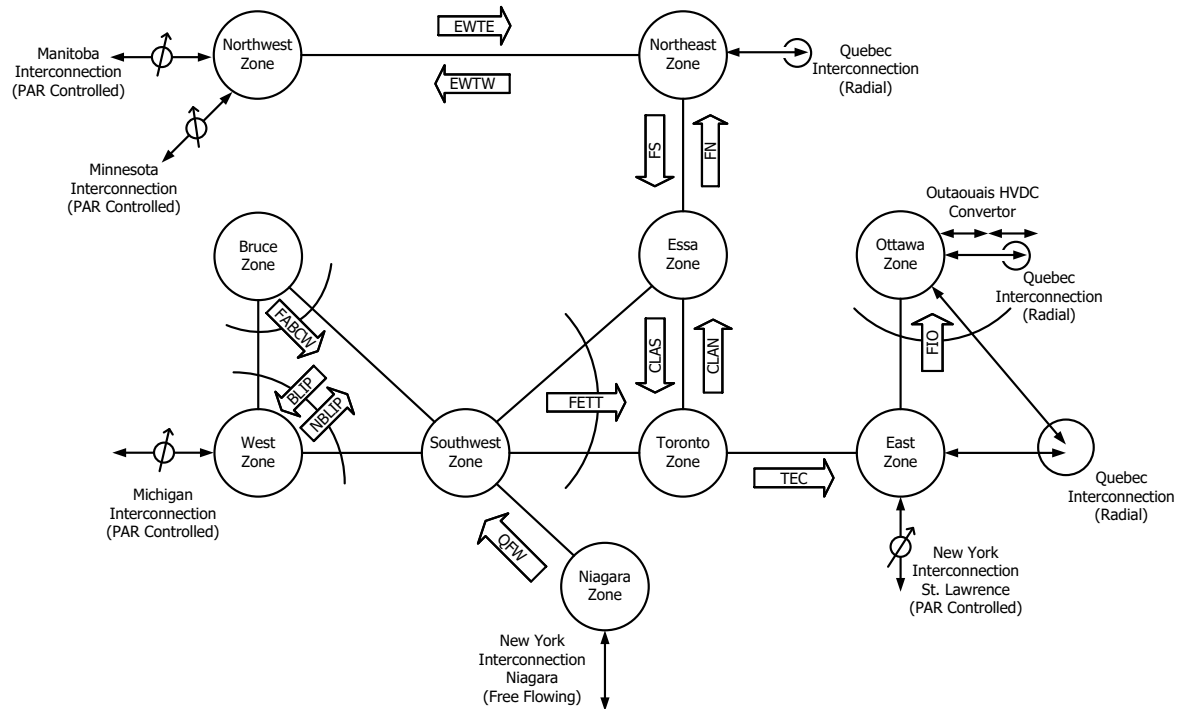 EWTE
Northwest
Zone
Northeast
Zone
Manitoba
Interconnection
(PAR Controlled)
Quebec
Interconnection
(Radial)
EWTW
FS
FN
Minnesota
Interconnection
(PAR Controlled)
Outaouais HVDC
Convertor
Bruce
Zone
Essa
Zone
Ottawa
Zone
Quebec
Interconnection
(Radial)
FABCW
CLAS
CLAN
FIO
BLIP
NBLIP
FETT
West
Zone
Southwest
Zone
Toronto
Zone
East
Zone
TEC
Michigan
Interconnection
(PAR Controlled)
Quebec
Interconnection
(Radial)
QFW
Niagara
Zone
New York
Interconnection
St. Lawrence
(PAR Controlled)
New York
Interconnection
Niagara
(Free Flowing)